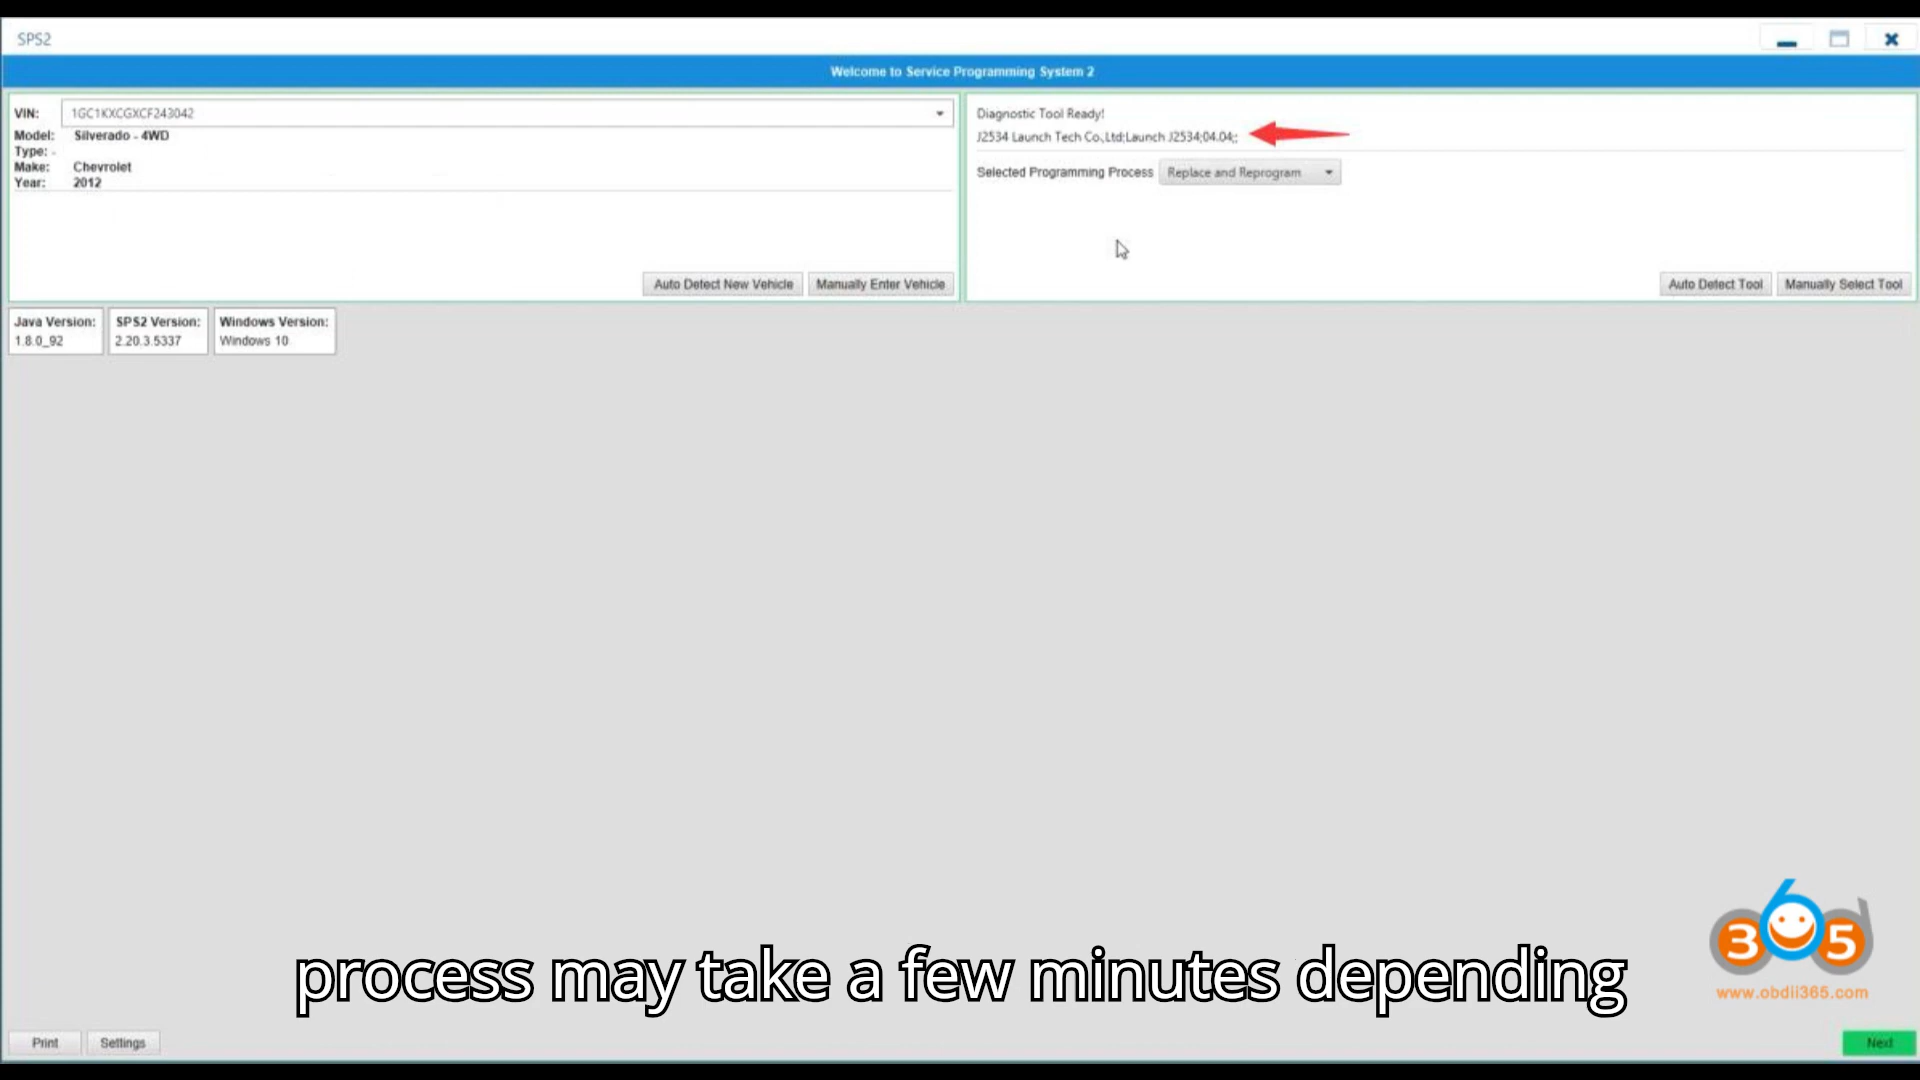 SPS2
Welcome to Service Programming System 2
VIN: 1GC1KXCGXCF243042
Model: Silverado - 4WD
Type: -
Make: Chevrolet
Year: 2012
Auto Detect New Vehicle Manually Enter Vehicle
Diagnostic Tool Ready!
J2534 Launch Tech Co.,Ltd;Launch J2534;04.04;;
Selected Programming Process Replace and Reprogram
Auto Detect Tool Manually Select Tool
Java Version: SPS2 Version: Windows Version:
1.8.0_92 2.20.3.5337 Windows 10
process may take a few minutes depending
365
www.obdii365.com
Print Settings Next